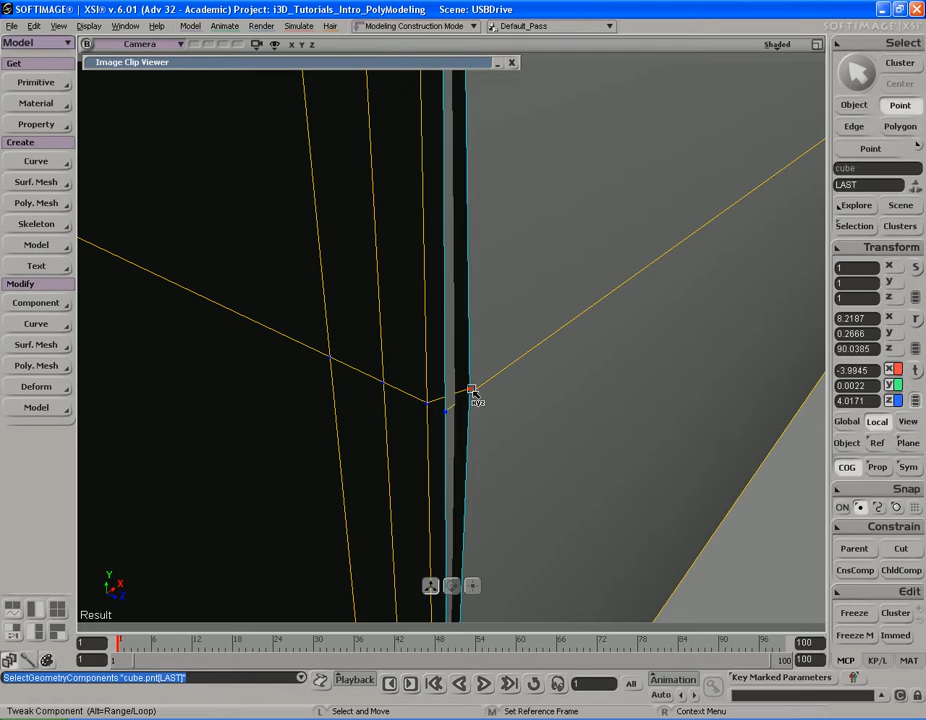 SOFTIMAGE® | XSI® v.6.01 (Adv 32 - Academic) Project: i3D_Tutorials_Intro_PolyModeling    Scene: USBDrive
File Edit View Display Window Help Model Animate Render Simulate Hair Modeling Construction Mode Default_Pass
Model B Camera X Y Z Shaded Select
Image Clip Viewer
Get
Primitive
Material
Property
Create
Curve
Surf. Mesh
Poly. Mesh
Skeleton
Model
Text
Modify
Component
Curve
Surf. Mesh
Poly. Mesh
Deform
Model
xyz
Y
X
Z
Result
Cluster
Center
Object Point
Edge Polygon
Point
cube
LAST
Explore Scene
Selection Clusters
Transform
1 x s
1 y
1 z
8.2187 x r
0.2666 y
90.0385 z
-3.9945 x t
0.0022 y
4.0171 z
Global Local View
Object Ref Plane
COG Prop Sym
Snap
ON
Constrain
Parent Cut
CnsComp ChldComp
Edit
Freeze Cluster
Freeze M Immed
MCP KP/L MAT
1 1 6 12 18 24 30 36 42 48 54 60 66 72 78 84 90 96 100
1 1 100 100
SelectGeometryComponents "cube.pnt[LAST]"
Playback 1 All Animation Key Marked Parameters
Auto
Tweak Component (Alt=Range/Loop) L Select and Move M Set Reference Frame R Context Menu